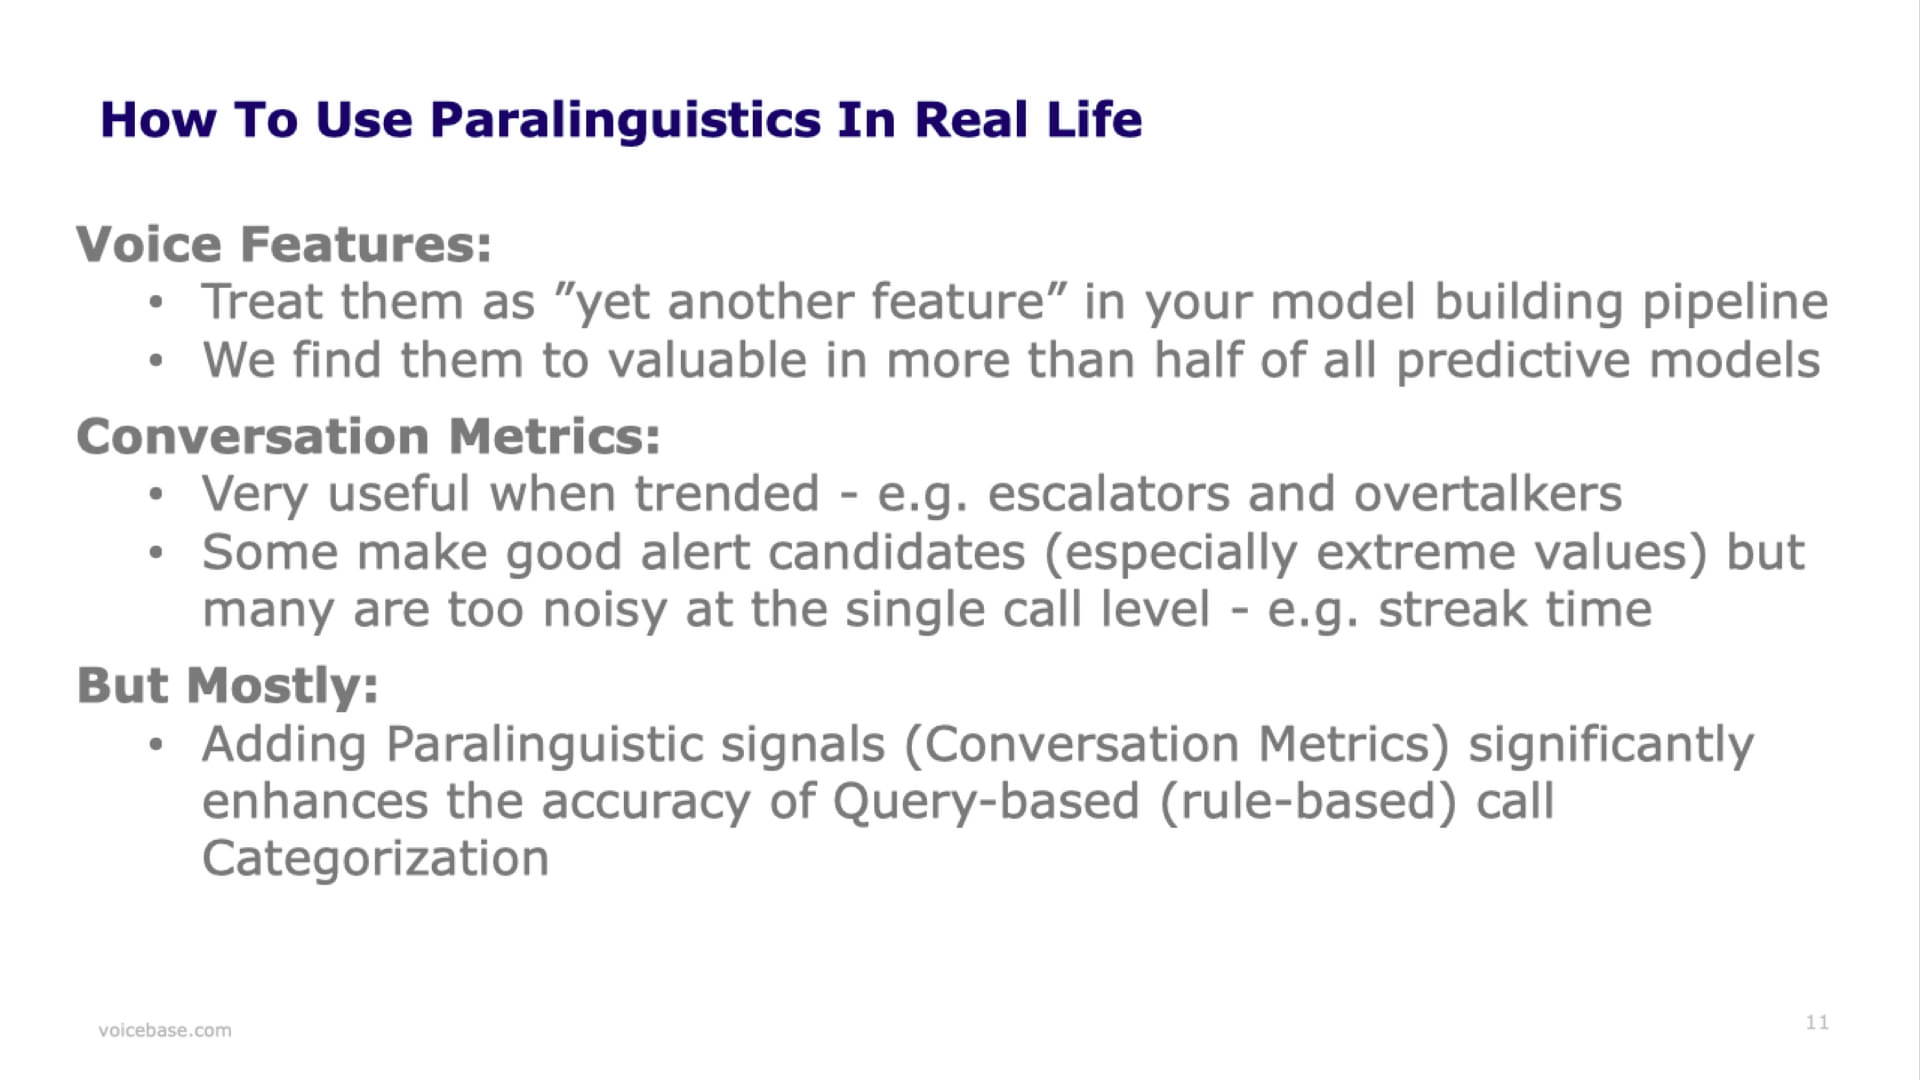 How To Use Paralinguistics In Real Life
Voice Features:
• Treat them as ”yet another feature” in your model building pipeline
• We find them to valuable in more than half of all predictive models
Conversation Metrics:
• Very useful when trended - e.g. escalators and overtalkers
• Some make good alert candidates (especially extreme values) but
many are too noisy at the single call level - e.g. streak time
But Mostly:
• Adding Paralinguistic signals (Conversation Metrics) significantly
enhances the accuracy of Query-based (rule-based) call
Categorization
voicebase.com
11